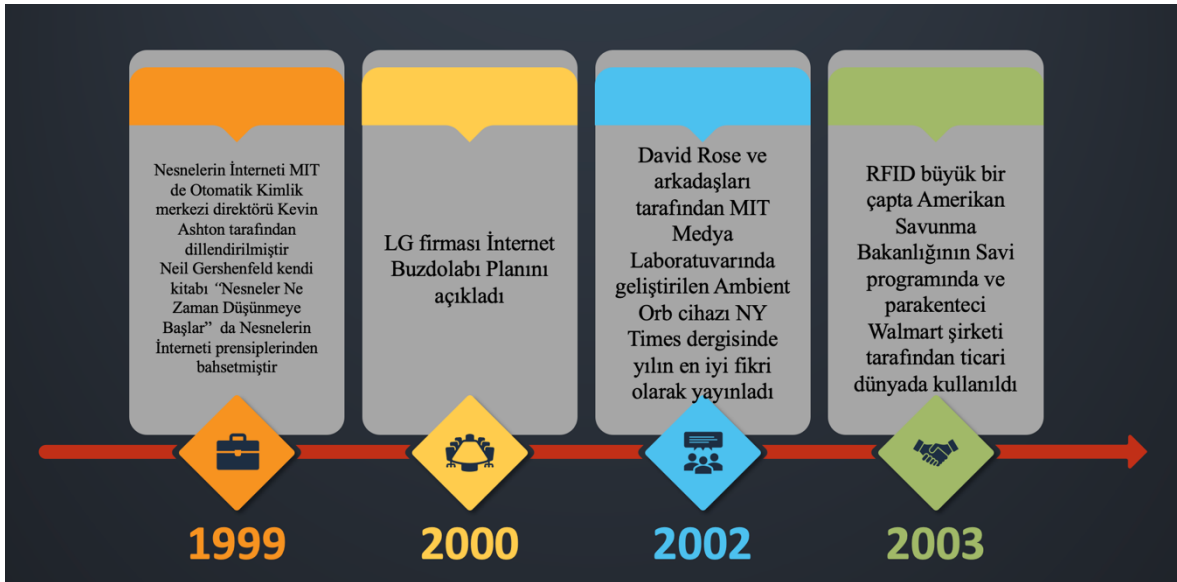 Nesnelerin İnterneti MIT
de Otomatik Kimlik
merkezi direktörü Kevin
Ashton tarafından
dillendirilmiştir
Neil Gershenfeld kendi
kitabı “Nesneler Ne
Zaman Düşünmeye
Başlar” da Nesnelerin
İnterneti prensiplerinden
bahsetmiştir
LG firması İnternet
Buzdolabı Planını
açıkladı
David Rose ve
arkadaşları
tarafından MIT
Medya
Laboratuvarında
geliştirilen Ambient
Orb cihazı NY
Times dergisinde
yılın en iyi fikri
olarak yayınladı
RFID büyük bir
çapta Amerikan
Savunma
Bakanlığının Savi
programında ve
parakenteci
Walmart şirketi
tarafından ticari
dünyada kullanıldı
1999
2000
2002
2003